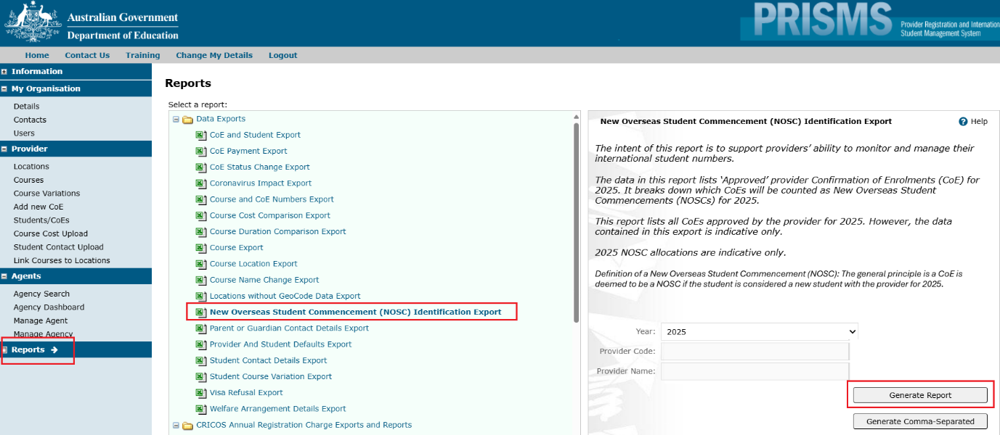 Australian Government
Department of Education
PRISMS
Provider Registration and Internation
Student Management System
Home Contact Us Training Change My Details Logout
Information
My Organisation
Details
Contacts
Users
Provider
Locations
Courses
Course Variations
Add new CoE
Students/CoEs
Course Cost Upload
Student Contact Upload
Link Courses to Locations
Agents
Agency Search
Agency Dashboard
Manage Agent
Manage Agency
Reports
Reports
Select a report:
Data Exports
CoE and Student Export
CoE Payment Export
CoE Status Change Export
Coronavirus Impact Export
Course and CoE Numbers Export
Course Cost Comparison Export
Course Duration Comparison Export
Course Export
Course Location Export
Course Name Change Export
Locations without GeoCode Data Export
New Overseas Student Commencement (NOSC) Identification Export
Parent or Guardian Contact Details Export
Provider And Student Defaults Export
Student Contact Details Export
Student Course Variation Export
Visa Refusal Export
Welfare Arrangement Details Export
CRICOS Annual Registration Charge Exports and Reports
New Overseas Student Commencement (NOSC) Identification Export
Help
The intent of this report is to support providers’ ability to monitor and manage their
international student numbers.
The data in this report lists ‘Approved’ provider Confirmation of Enrolments (CoE) for
2025. It breaks down which CoEs will be counted as New Overseas Student
Commencements (NOSCs) for 2025.
This report lists all CoEs approved by the provider for 2025. However, the data
contained in this export is indicative only.
2025 NOSC allocations are indicative only.
Definition of a New Overseas Student Commencement (NOSC): The general principle is a CoE is
deemed to be a NOSC if the student is considered a new student with the provider for 2025.
Year: 2025
Provider Code:
Provider Name:
Generate Report
Generate Comma-Separated